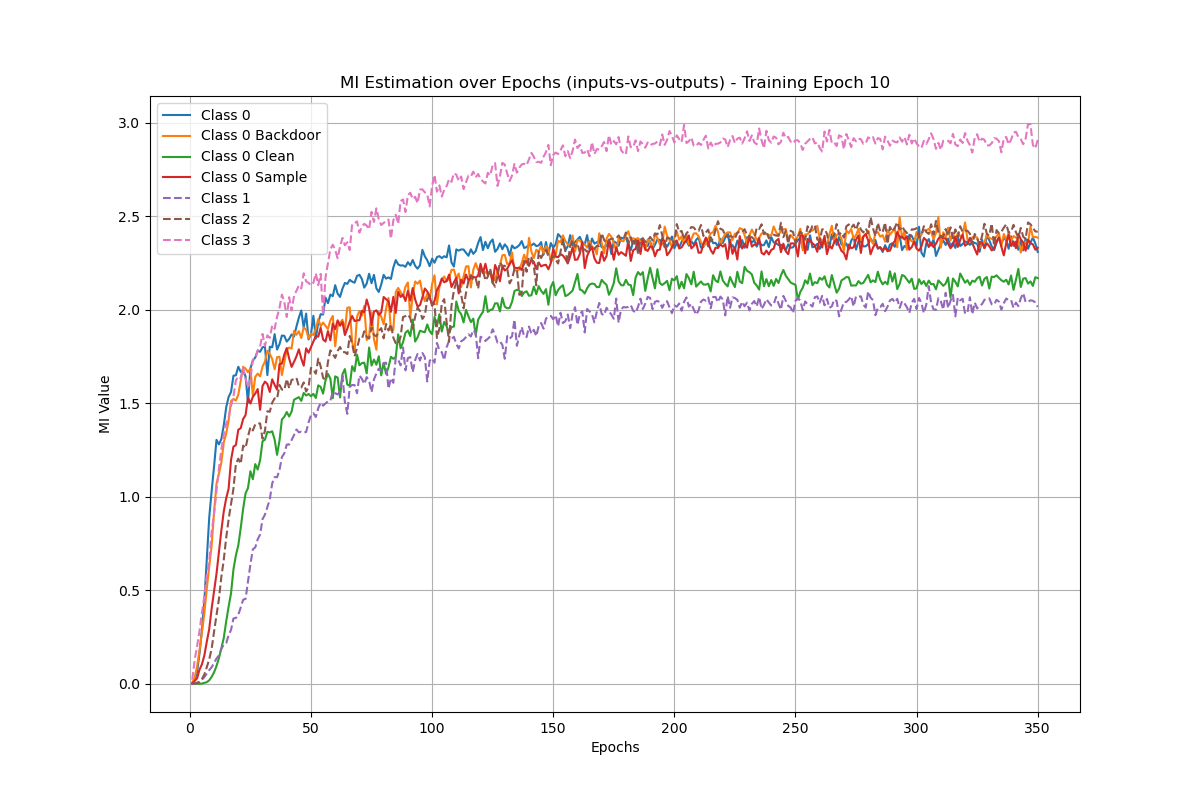 MI Estimation over Epochs (inputs-vs-outputs) - Training Epoch 10
Class 0
Class 0 Backdoor
Class 0 Clean
Class 0 Sample
Class 1
Class 2
Class 3
3.0
2.5
2.0
1.5
1.0
0.5
0.0
MI Value
0 50 100 150 200 250 300 350
Epochs